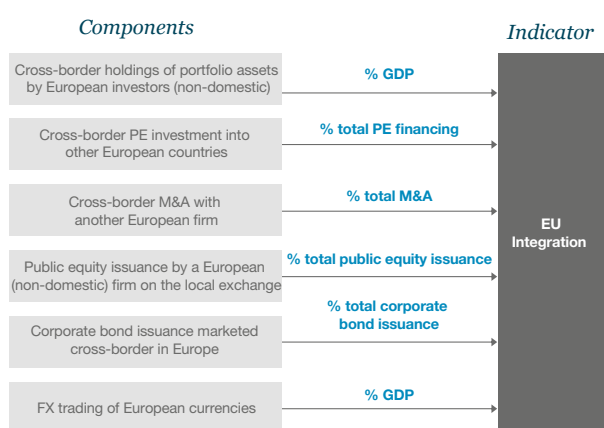 Components
Indicator
Cross-border holdings of portfolio assets
by European investors (non-domestic)
% GDP
Cross-border PE investment into
other European countries
% total PE financing
Cross-border M&A with
another European firm
% total M&A
EU
Integration
Public equity issuance by a European
(non-domestic) firm on the local exchange
% total public equity issuance
Corporate bond issuance marketed
cross-border in Europe
% total corporate
bond issuance
FX trading of European currencies
% GDP